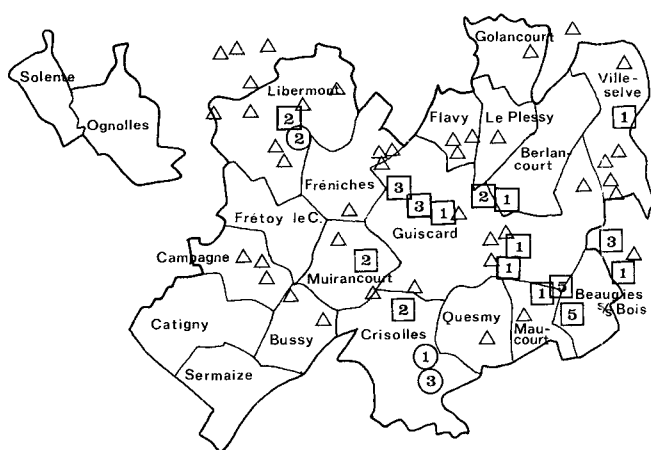 Golancourt
Solente
Ville-
selve
Libermont
1
2
Ognolles
Flavy
Le Plessy
2
Berlan-
court
Fréniches
3
2
1
3
1
Frétoy le C.
Guiscard
3
1
Campagne
2
1
1
Muirancourt
5
1
Beaugies
s/s Bois
2
5
Catigny
Quesmy
Mau-
court
Bussy
Crisolles
1
Sermaize
3